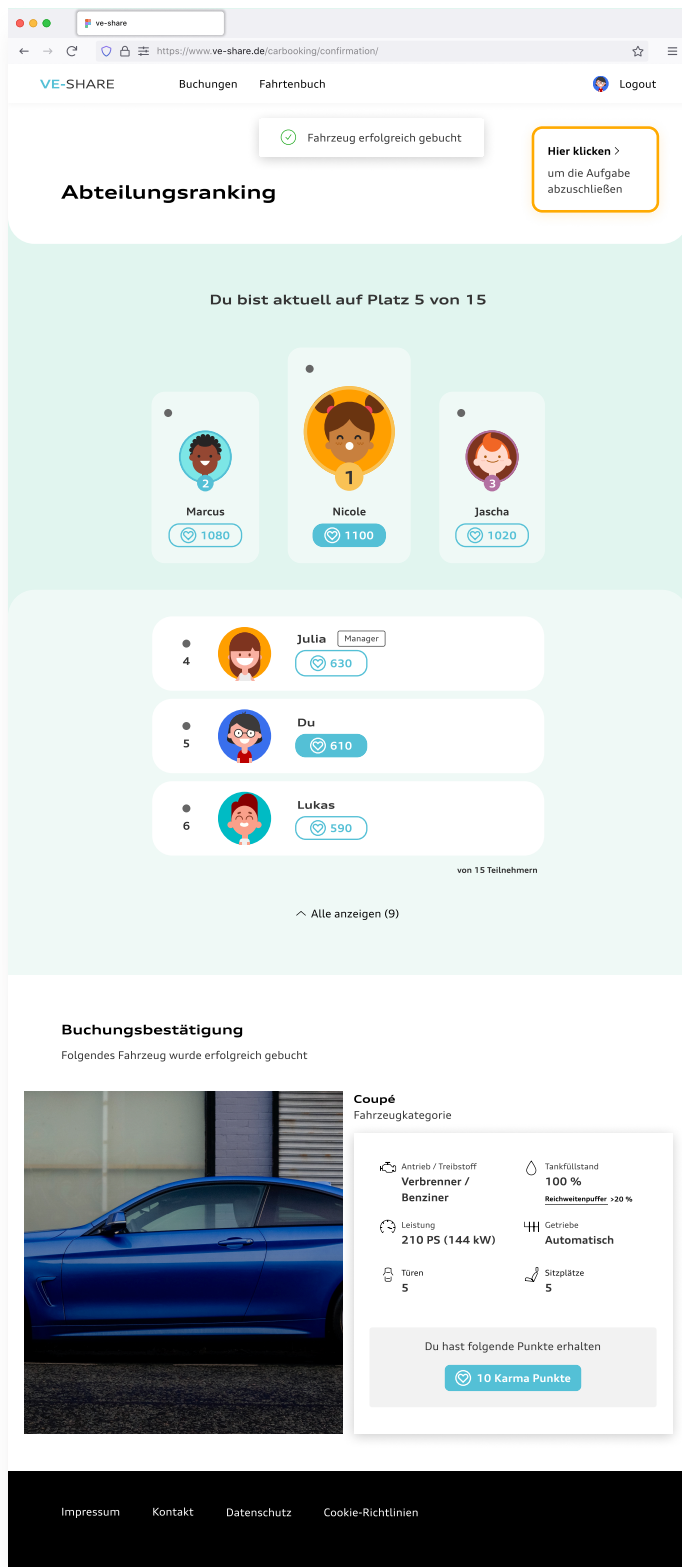 ve-share
https://www.ve-share.de/carbooking/confirmation/
VE-SHARE
Buchungen
Fahrtenbuch
Logout
Fahrzeug erfolgreich gebucht
Hier klicken
um die Aufgabe
abzuschließen
Abteilungsranking
Du bist aktuell auf Platz 5 von 15
2
Marcus
1080
1
Nicole
1100
3
Jascha
1020
4
Julia
Manager
630
5
Du
610
6
Lukas
590
von 15 Teilnehmern
Alle anzeigen (9)
Buchungsbestätigung
Folgendes Fahrzeug wurde erfolgreich gebucht
Coupé
Fahrzeugkategorie
Antrieb / Treibstoff
Verbrenner /
Benziner
Tankfüllstand
100 %
Reichweitenpuffer >20 %
Leistung
210 PS (144 kW)
Getriebe
Automatisch
Türen
5
Sitzplätze
5
Du hast folgende Punkte erhalten
10 Karma Punkte
Impressum
Kontakt
Datenschutz
Cookie-Richtlinien